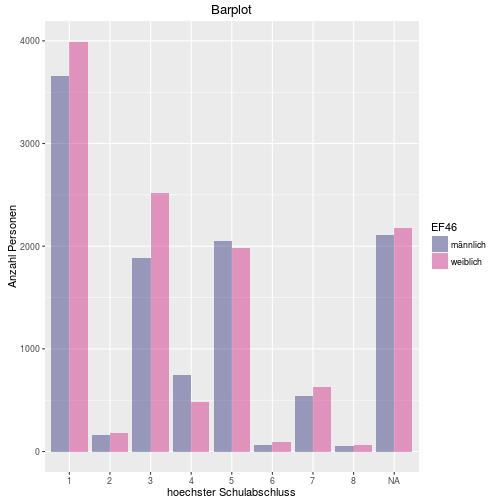 Barplot
Anzahl Personen
4000
3000
2000
1000
0
1 2 3 4 5 6 7 8 NA
hoechster Schulabschluss
EF46
männlich
weiblich